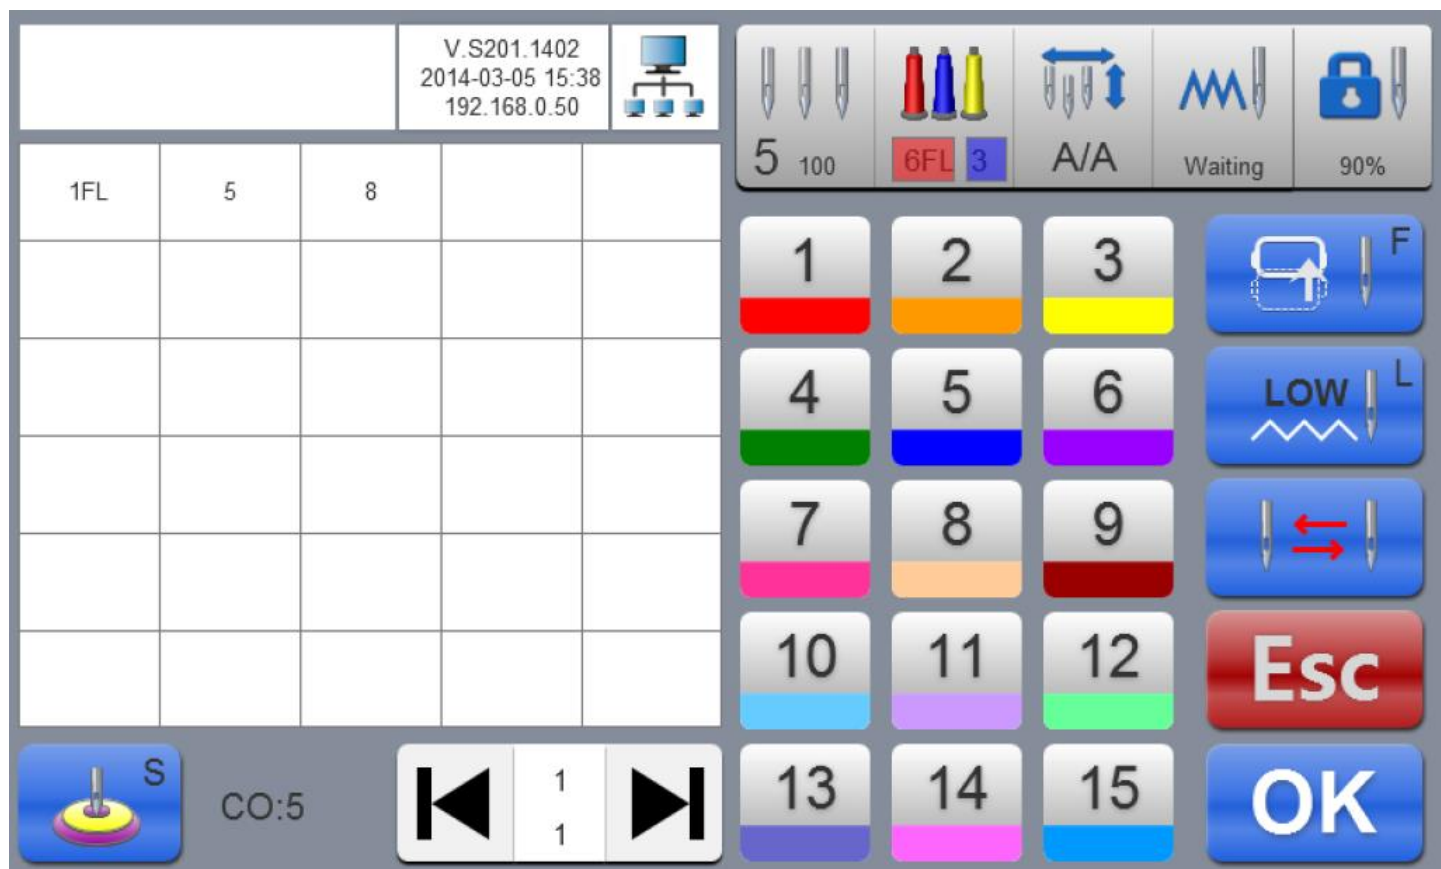 V.S201.1402
2014-03-05 15:38
192.168.0.50
5 100
6FL 3
A/A
Waiting
90%
1FL 5 8
1 2 3
F
4 5 6
LOW L
7 8 9
10 11 12
Esc
13 14 15
OK
S
CO:5
1
1